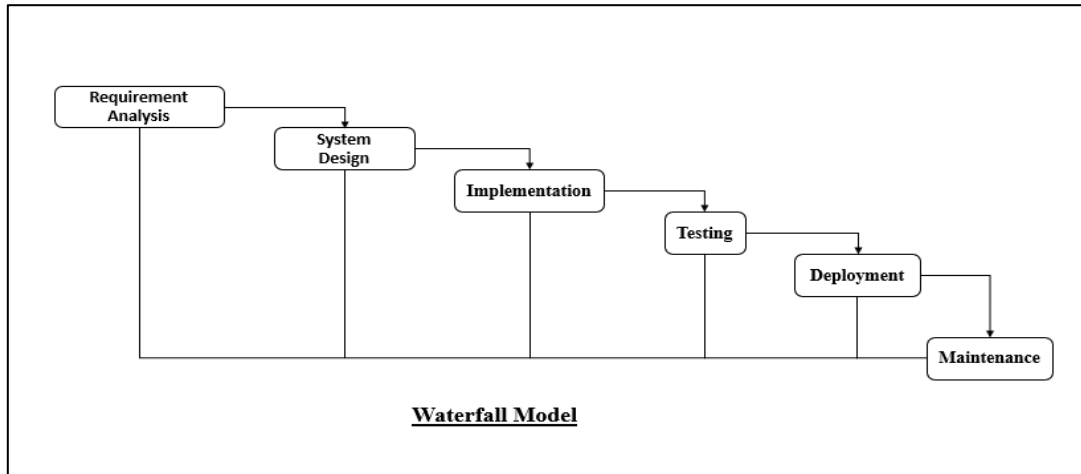 Requirement
Analysis
System
Design
Implementation
Testing
Deployment
Maintenance
Waterfall Model